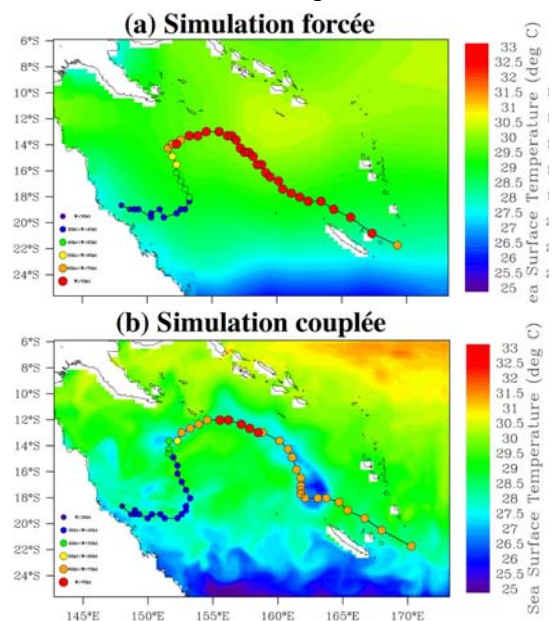 (a) Simulation forcée
6°S
8°S
10°S
12°S
14°S
16°S
18°S
20°S
22°S
24°S
33
32.5
32
31.5
31
30.5
30
29.5
29
28.5
28
27.5
27
26.5
26
25.5
25
ea Surface Temperature (deg C)
(b) Simulation couplée
6°S
8°S
10°S
12°S
14°S
16°S
18°S
20°S
22°S
24°S
145°E
150°E
155°E
160°E
165°E
170°E
33
32.5
32
31.5
31
30.5
30
29.5
29
28.5
28
27.5
27
26.5
26
25.5
25
Sea Surface Temperature (deg C)